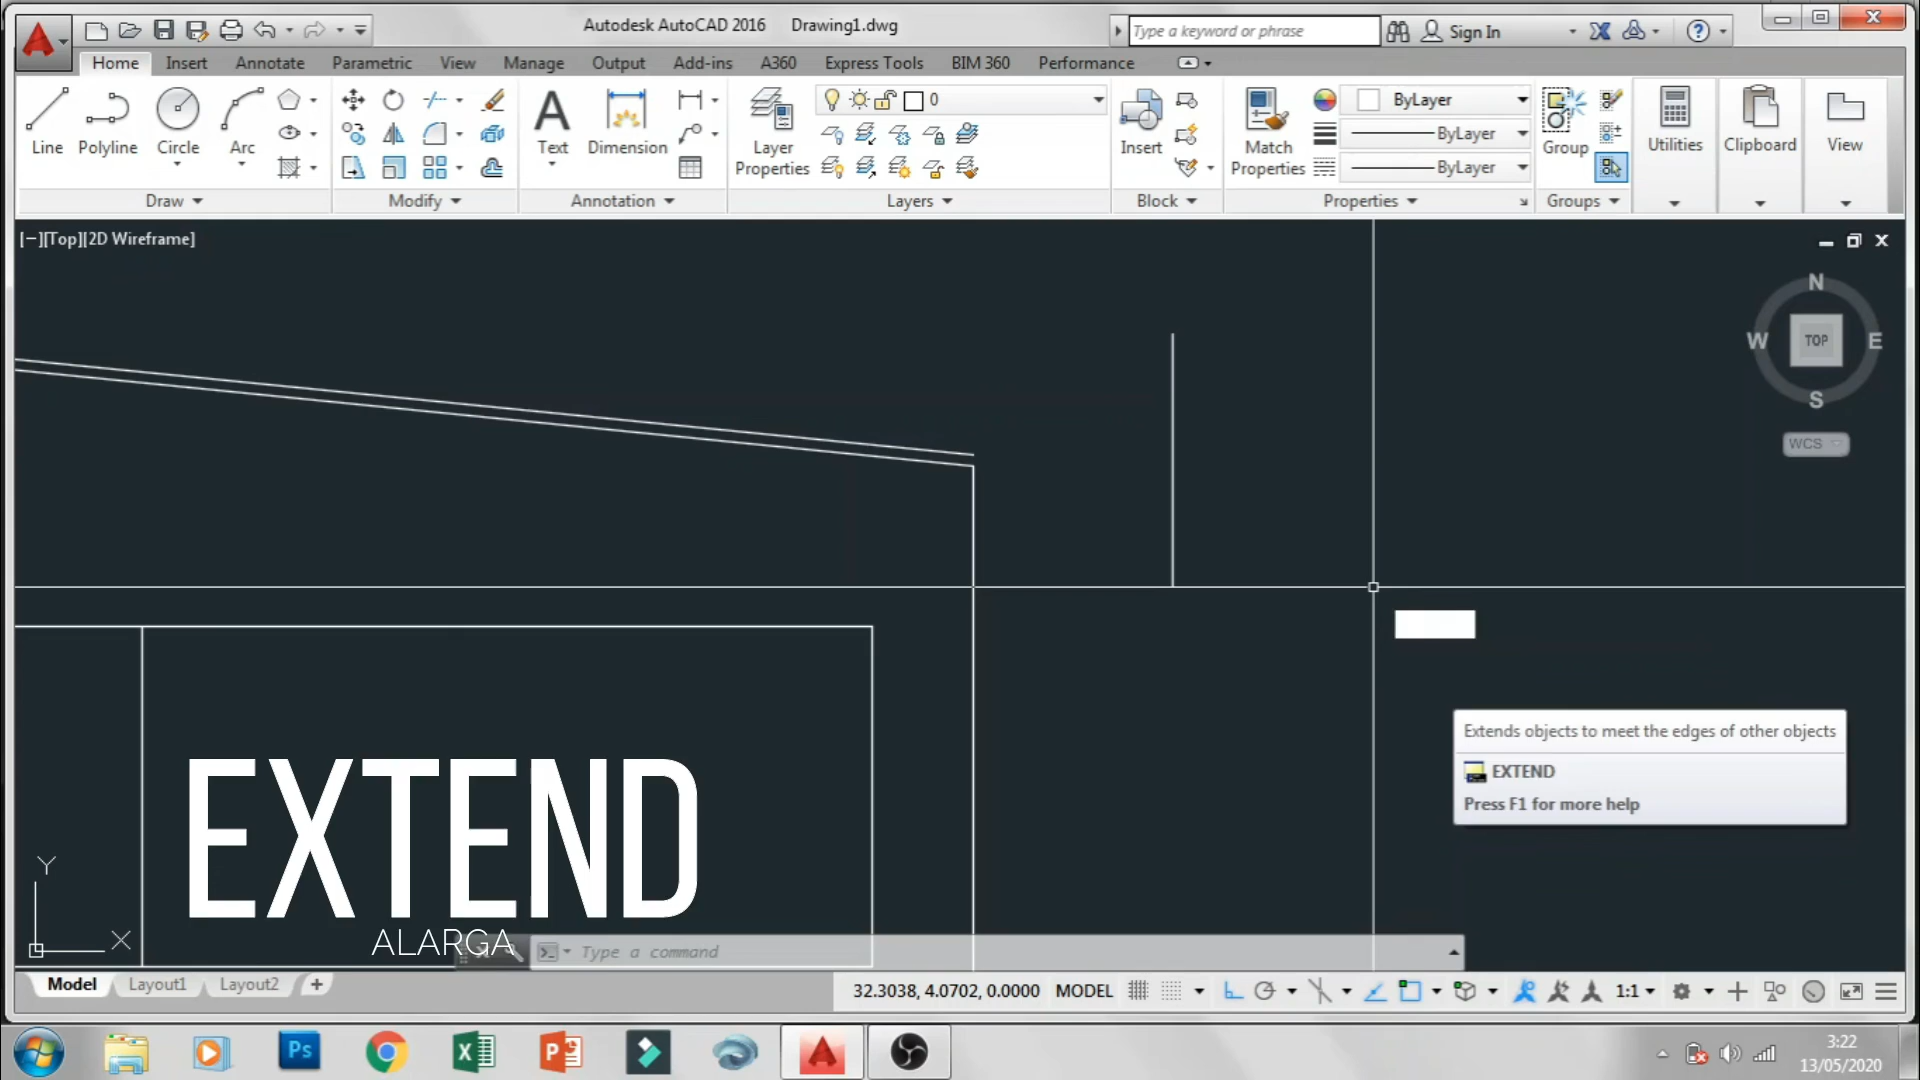 Autodesk AutoCAD 2016 Drawing1.dwg
Type a keyword or phrase
Sign In
Home Insert Annotate Parametric View Manage Output Add-ins A360 Express Tools BIM 360 Performance
Line Polyline Circle Arc
Text Dimension
Layer Properties
0
Insert
Match Properties
ByLayer
ByLayer
ByLayer
Group
Utilities
Clipboard
View
Draw Modify Annotation Layers Block Properties Groups
[−][Top][2D Wireframe]
N
W TOP E
S
WCS
Extends objects to meet the edges of other objects
EXTEND
Press F1 for more help
EXTEND
ALARGA
Y
X
Type a command
Model Layout1 Layout2 +
32.3038, 4.0702, 0.0000 MODEL 1:1
Ps
3:22
13/05/2020